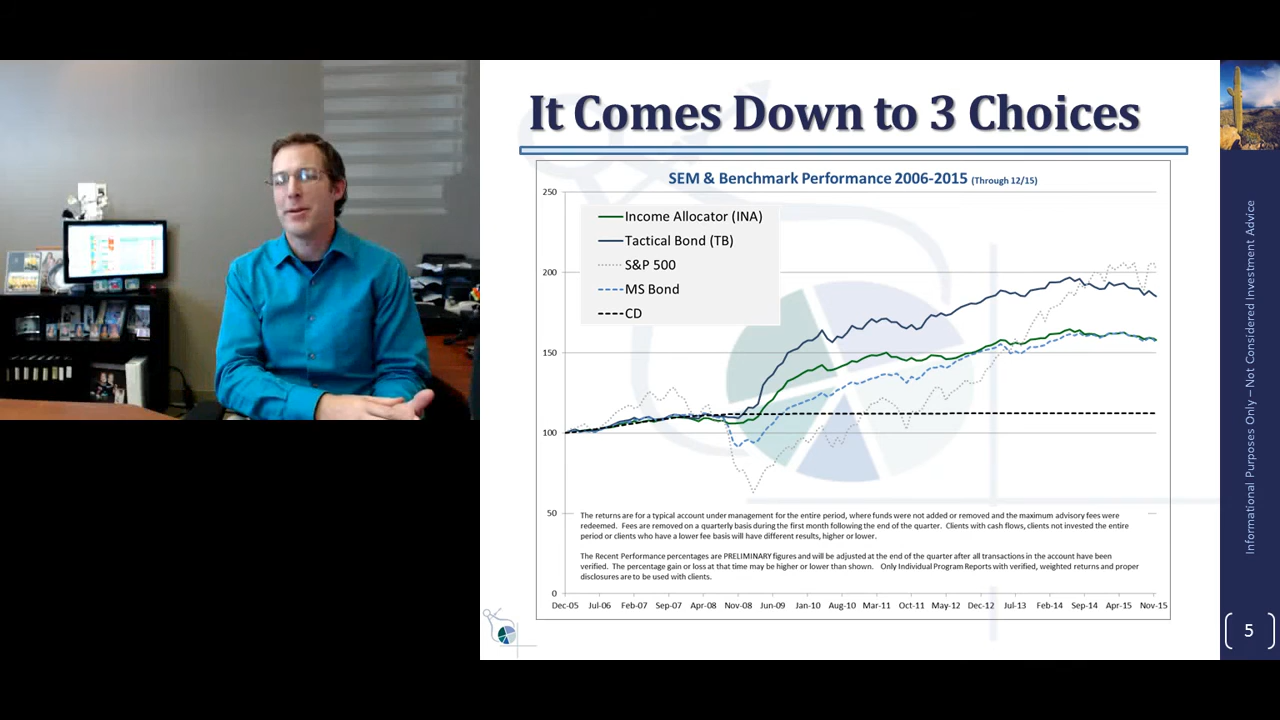 It Comes Down to 3 Choices
SEM & Benchmark Performance 2006-2015 (Through 12/15)
250
200
150
100
50
0
Income Allocator (INA)
Tactical Bond (TB)
S&P 500
MS Bond
CD
The returns are for a typical account under management for the entire period, where funds were not added or removed and the maximum advisory fees were
redeemed.  Fees are removed on a quarterly basis during the first month following the end of the quarter.  Clients with cash flows, clients not invested the entire
period or clients who have a lower fee basis will have different results, higher or lower.
The Recent Performance percentages are PRELIMINARY figures and will be adjusted at the end of the quarter after all transactions in the account have been
verified.  The percentage gain or loss at that time may be higher or lower than shown.   Only Individual Program Reports with verified, weighted returns and proper
disclosures are to be used with clients.
Dec-05 Jul-06 Feb-07 Sep-07 Apr-08 Nov-08 Jun-09 Jan-10 Aug-10 Mar-11 Oct-11 May-12 Dec-12 Jul-13 Feb-14 Sep-14 Apr-15 Nov-15
Informational Purposes Only – Not Considered Investment Advice
5